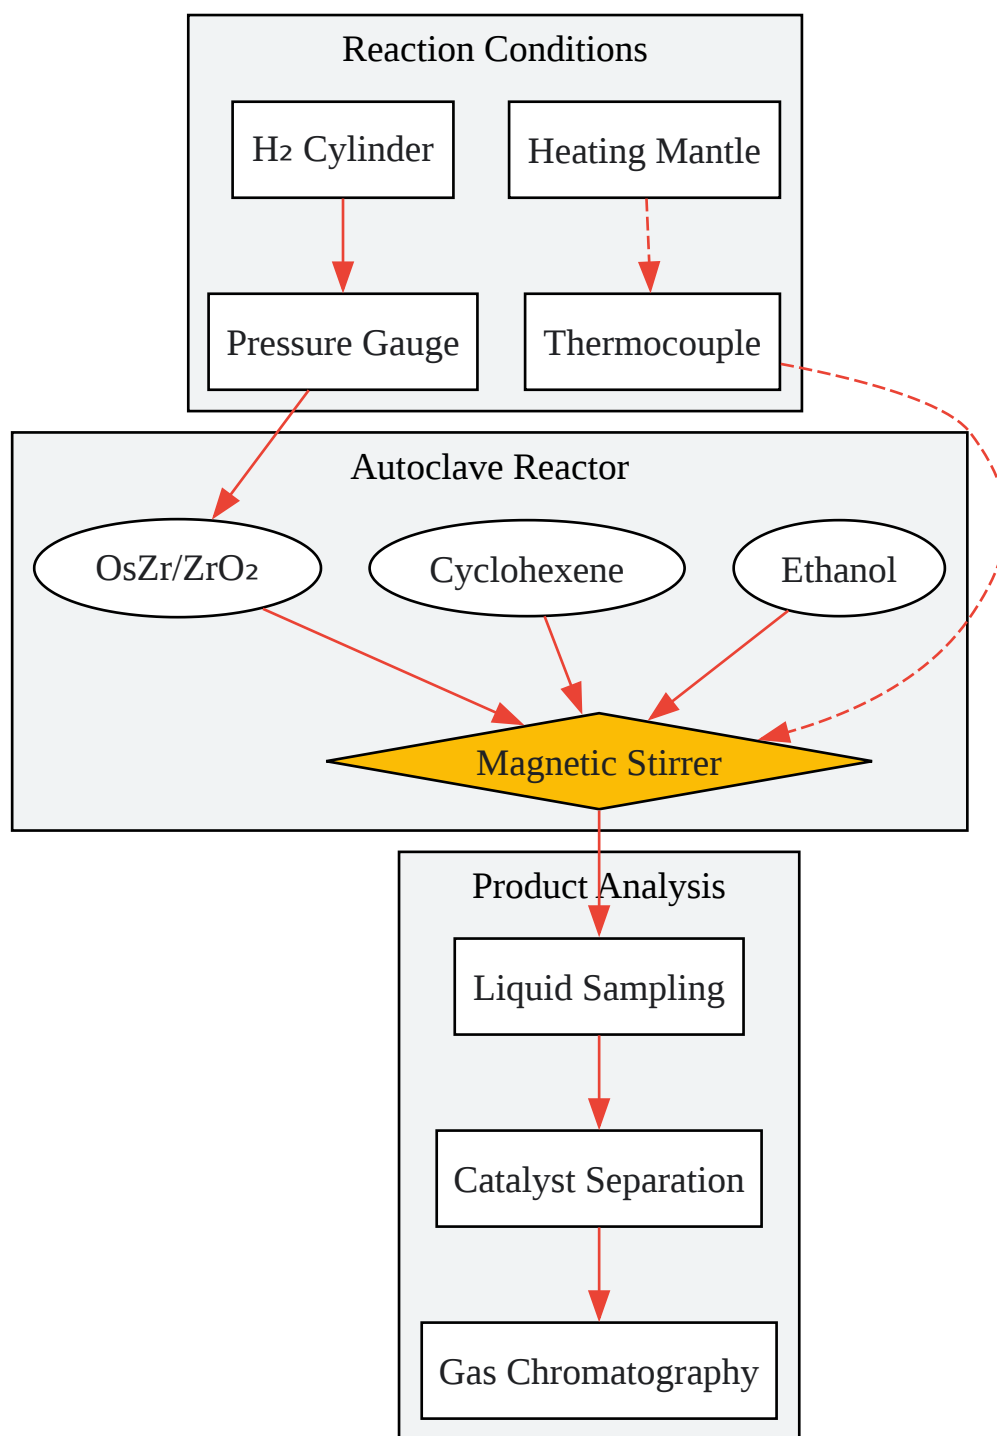 Reaction Conditions
H₂ Cylinder
Heating Mantle
Pressure Gauge
Thermocouple
Autoclave Reactor
OsZr/ZrO₂
Cyclohexene
Ethanol
Magnetic Stirrer
Product Analysis
Liquid Sampling
Catalyst Separation
Gas Chromatography